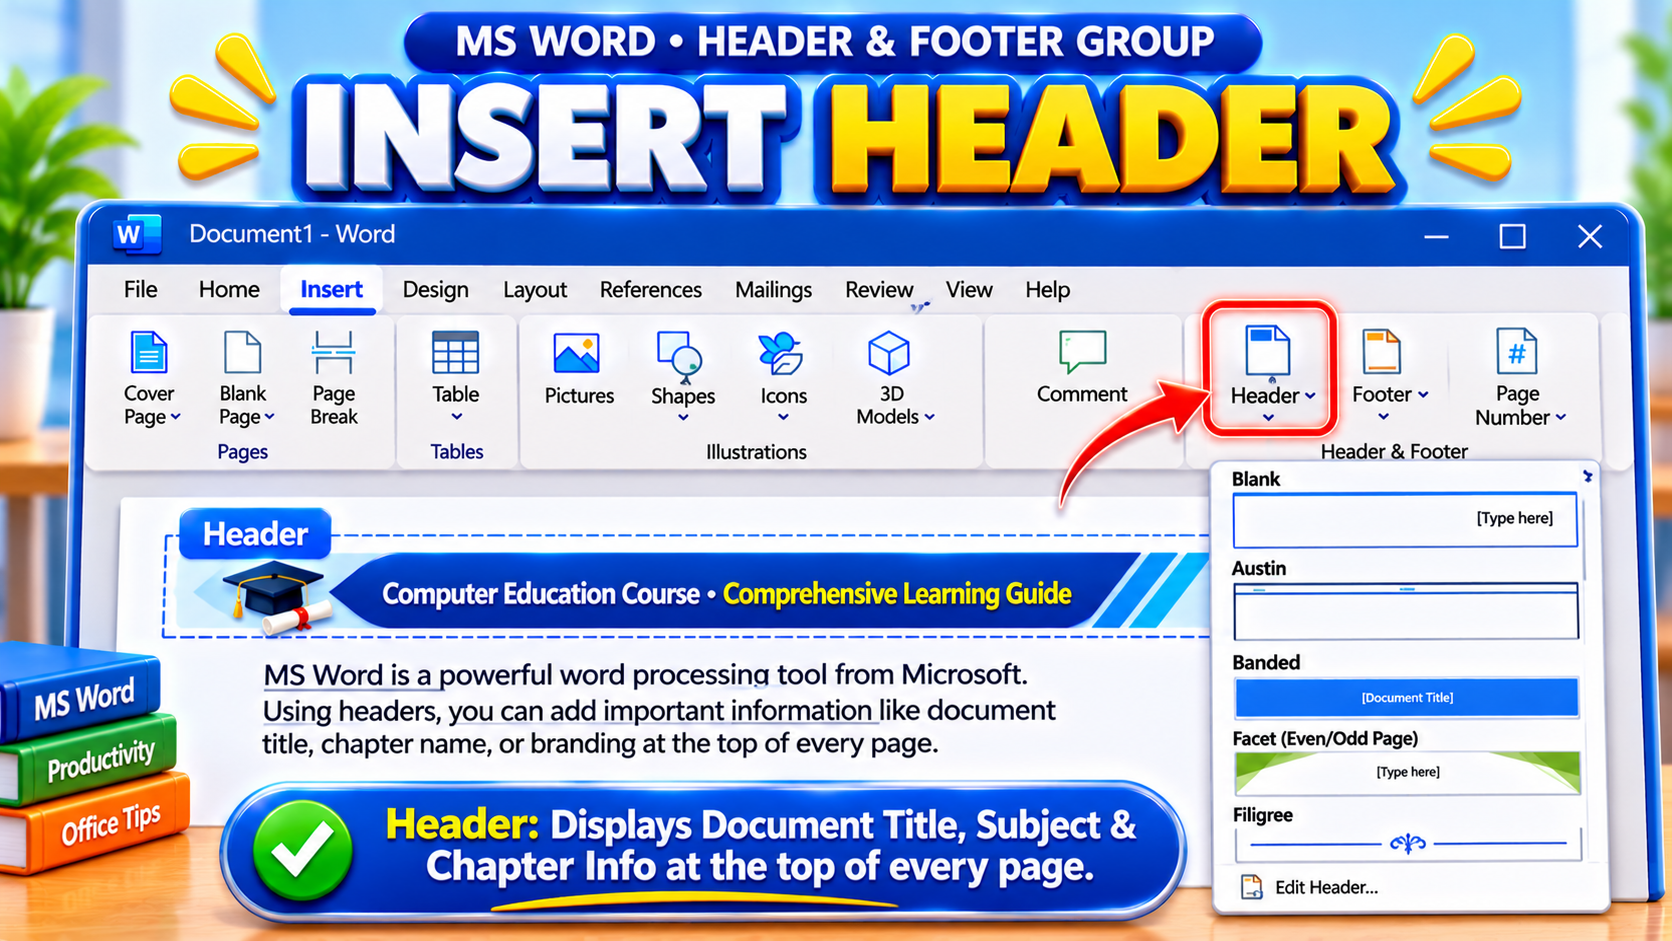 MS WORD • HEADER & FOOTER GROUP
INSERT HEADER
W
Document1 - Word
File Home Insert Design Layout References Mailings Review View Help
Cover Page
Blank Page
Page Break
Pages
Table
Tables
Pictures
Shapes
Icons
3D Models
Illustrations
Comment
Header
Footer
Page Number
#
Header & Footer
Header
Computer Education Course • Comprehensive Learning Guide
MS Word is a powerful word processing tool from Microsoft.
Using headers, you can add important information like document
title, chapter name, or branding at the top of every page.
Blank
[Type here]
Austin
Banded
[Document Title]
Facet (Even/Odd Page)
[Type here]
Filigree
Edit Header...
MS Word
Productivity
Office Tips
Header: Displays Document Title, Subject &
Chapter Info at the top of every page.